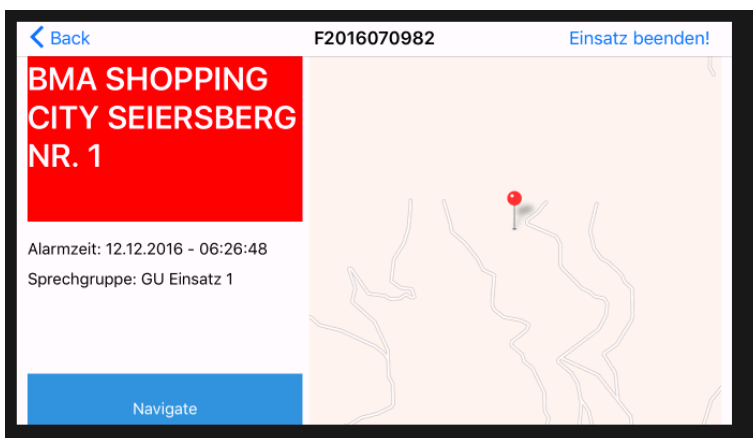 Back
F2016070982
Einsatz beenden!
BMA SHOPPING
CITY SEIERSBERG
NR. 1
Alarmzeit: 12.12.2016 - 06:26:48
Sprechgruppe: GU Einsatz 1
Navigate